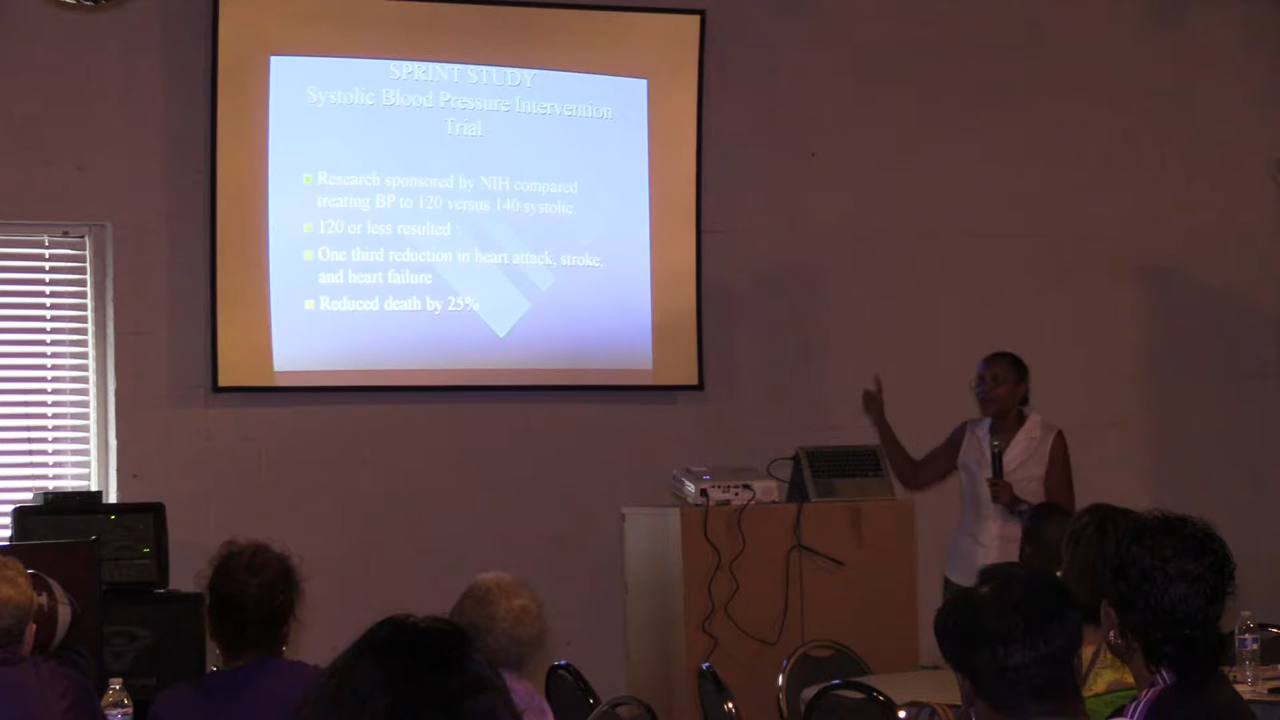 SPRINT STUDY
Systolic Blood Pressure Intervention
Trial
Research sponsored by NIH compared
treating BP to 120 versus 140 systolic
120 or less resulted
One third reduction in heart attack, stroke,
and heart failure
Reduced death by 25%